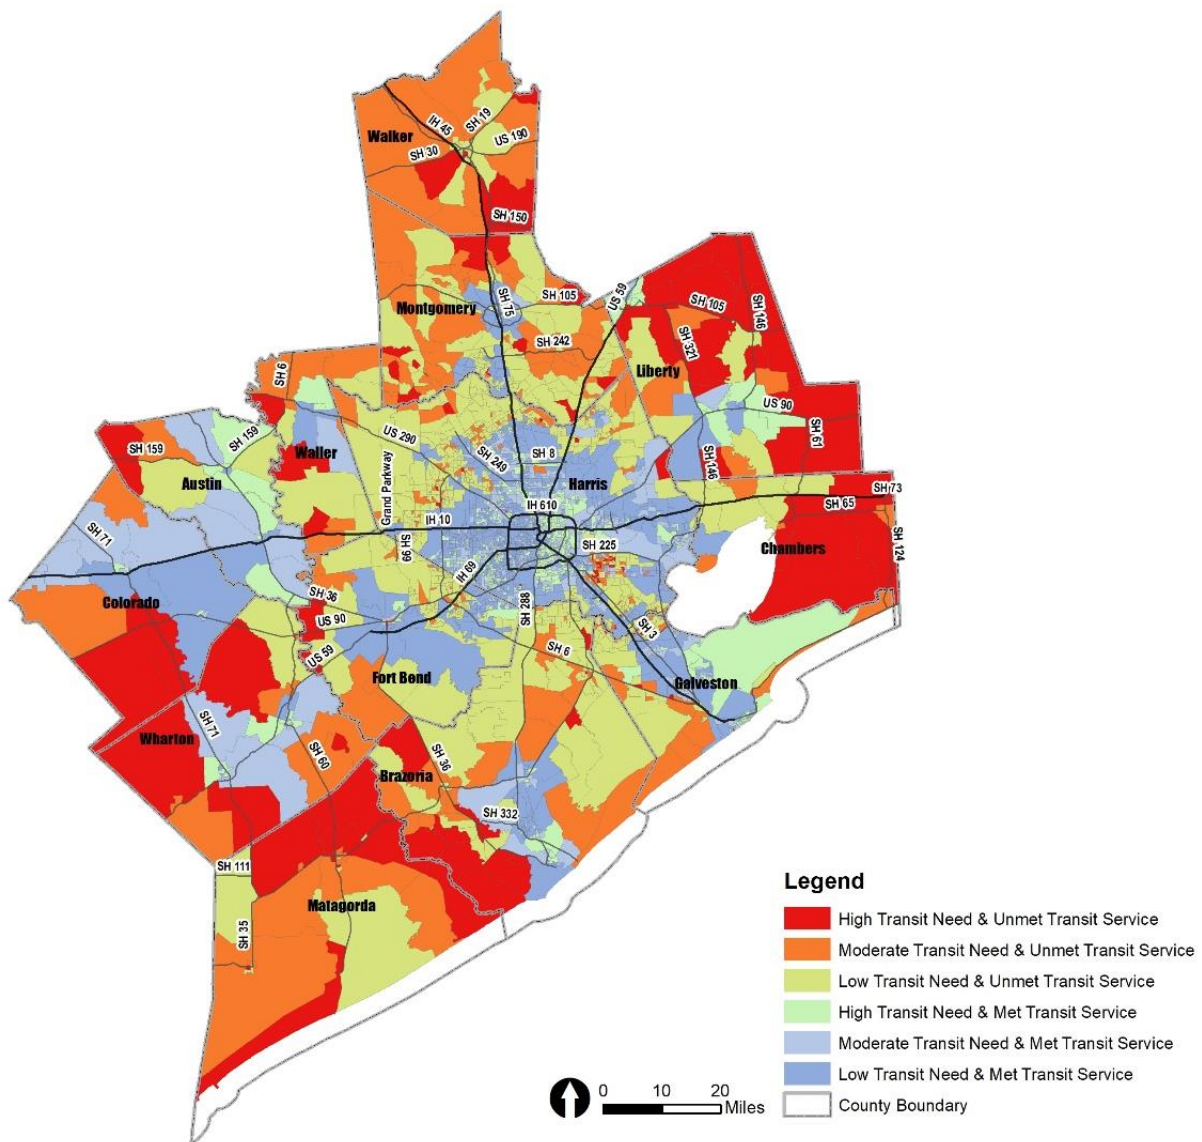 IH 45
SH 19
Walker
US 190
SH 30
SH 150
SH 75
SH 105
US 59
Montgomery
SH 105
SH 146
SH 242
SH 321
SH 6
Liberty
US 90
SH 159
US 290
SH 61
SH 159
Waller
SH 249
SH 8
SH 146
Austin
Grand Parkway
Harris
SH 73
IH 610
SH 65
IH 10
SH 71
SH 99
SH 225
Chambers
SH 124
IH 69
SH 36
Colorado
SH 288
US 90
SH 3
US 59
SH 6
Fort Bend
Galveston
SH 71
Wharton
SH 60
SH 36
Brazoria
SH 332
SH 111
Matagorda
SH 35
Legend
High Transit Need & Unmet Transit Service
Moderate Transit Need & Unmet Transit Service
Low Transit Need & Unmet Transit Service
High Transit Need & Met Transit Service
Moderate Transit Need & Met Transit Service
Low Transit Need & Met Transit Service
County Boundary
0 10 20
Miles